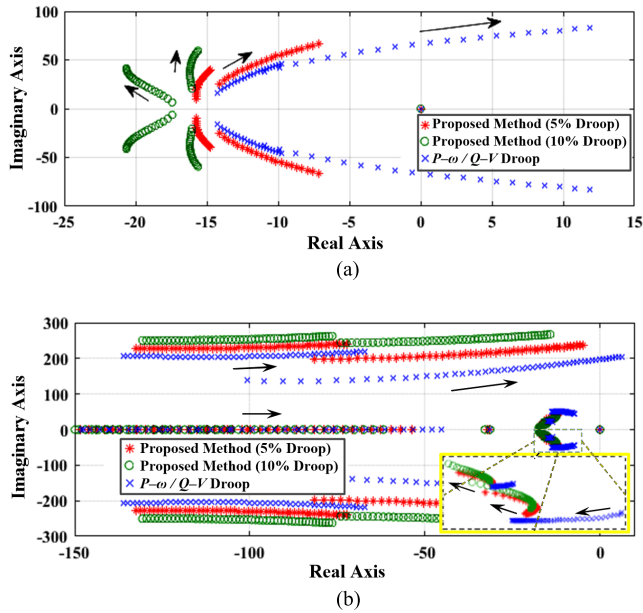 100
50
0
-50
-100
Imaginary Axis
Proposed Method (5% Droop)
Proposed Method (10% Droop)
P–ω / Q–V Droop
-25 -20 -15 -10 -5 0 5 10 15
Real Axis
(a)
300
200
100
0
-100
-200
-300
Imaginary Axis
Proposed Method (5% Droop)
Proposed Method (10% Droop)
P–ω / Q–V Droop
-150 -100 -50 0
Real Axis
(b)